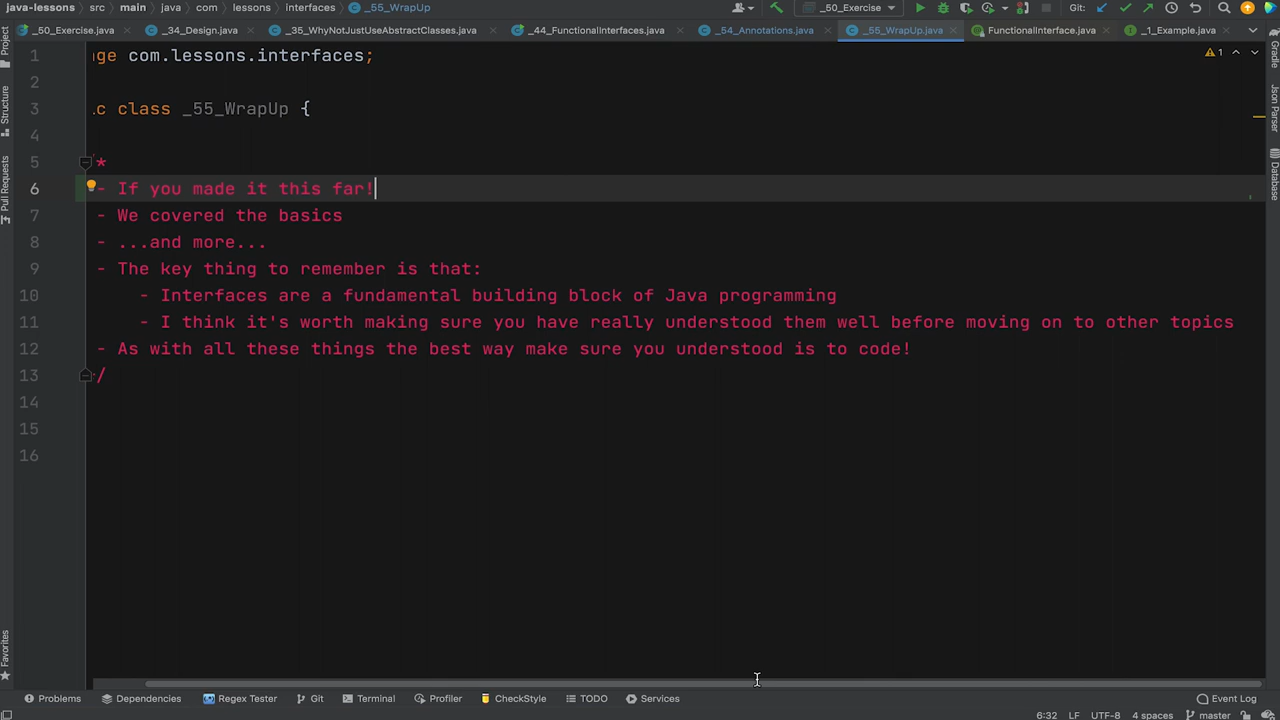 java-lessons › src › main › java › com › lessons › interfaces › _55_WrapUp
_50_Exercise
Git:
_50_Exercise.java
_34_Design.java
_35_WhyNotJustUseAbstractClasses.java
_44_FunctionalInterfaces.java
_54_Annotations.java
_55_WrapUp.java
FunctionalInterface.java
_1_Example.java
Project
Structure
Pull Requests
Favorites
Gradle
Json Parser
Database
1
1 ge com.lessons.interfaces;
2
3 c class _55_WrapUp {
4
5 *
6 - If you made it this far!
7 - We covered the basics
8 - ...and more...
9 - The key thing to remember is that:
10 - Interfaces are a fundamental building block of Java programming
11 - I think it's worth making sure you have really understood them well before moving on to other topics
12 - As with all these things the best way make sure you understood is to code!
13 /
14
15
16
Problems
Dependencies
Regex Tester
Git
Terminal
Profiler
CheckStyle
TODO
Services
Event Log
6:32 LF UTF-8 4 spaces master